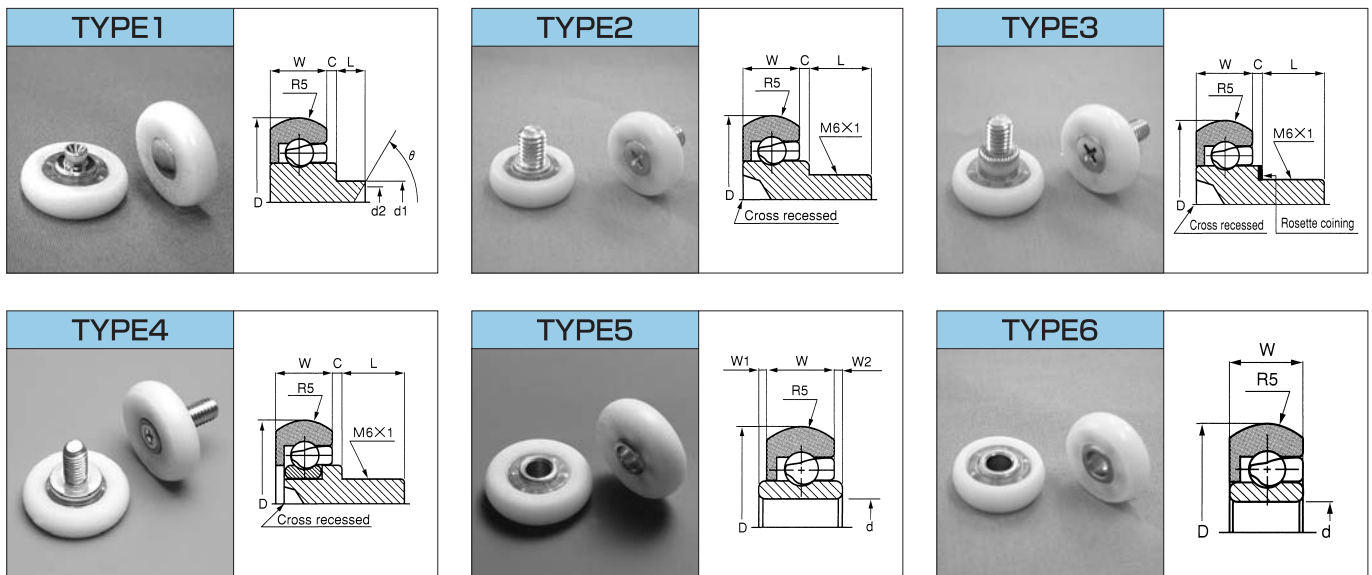 TYPE1
W C L
R5
θ
D
d2 d1
TYPE2
W C L
R5
M6×1
D
Cross recessed
TYPE3
W C L
R5
M6×1
D
Cross recessed
Rosette coining
TYPE4
W C L
R5
M6×1
D
Cross recessed
TYPE5
W1 W W2
R5
D
d
TYPE6
W
R5
D
d